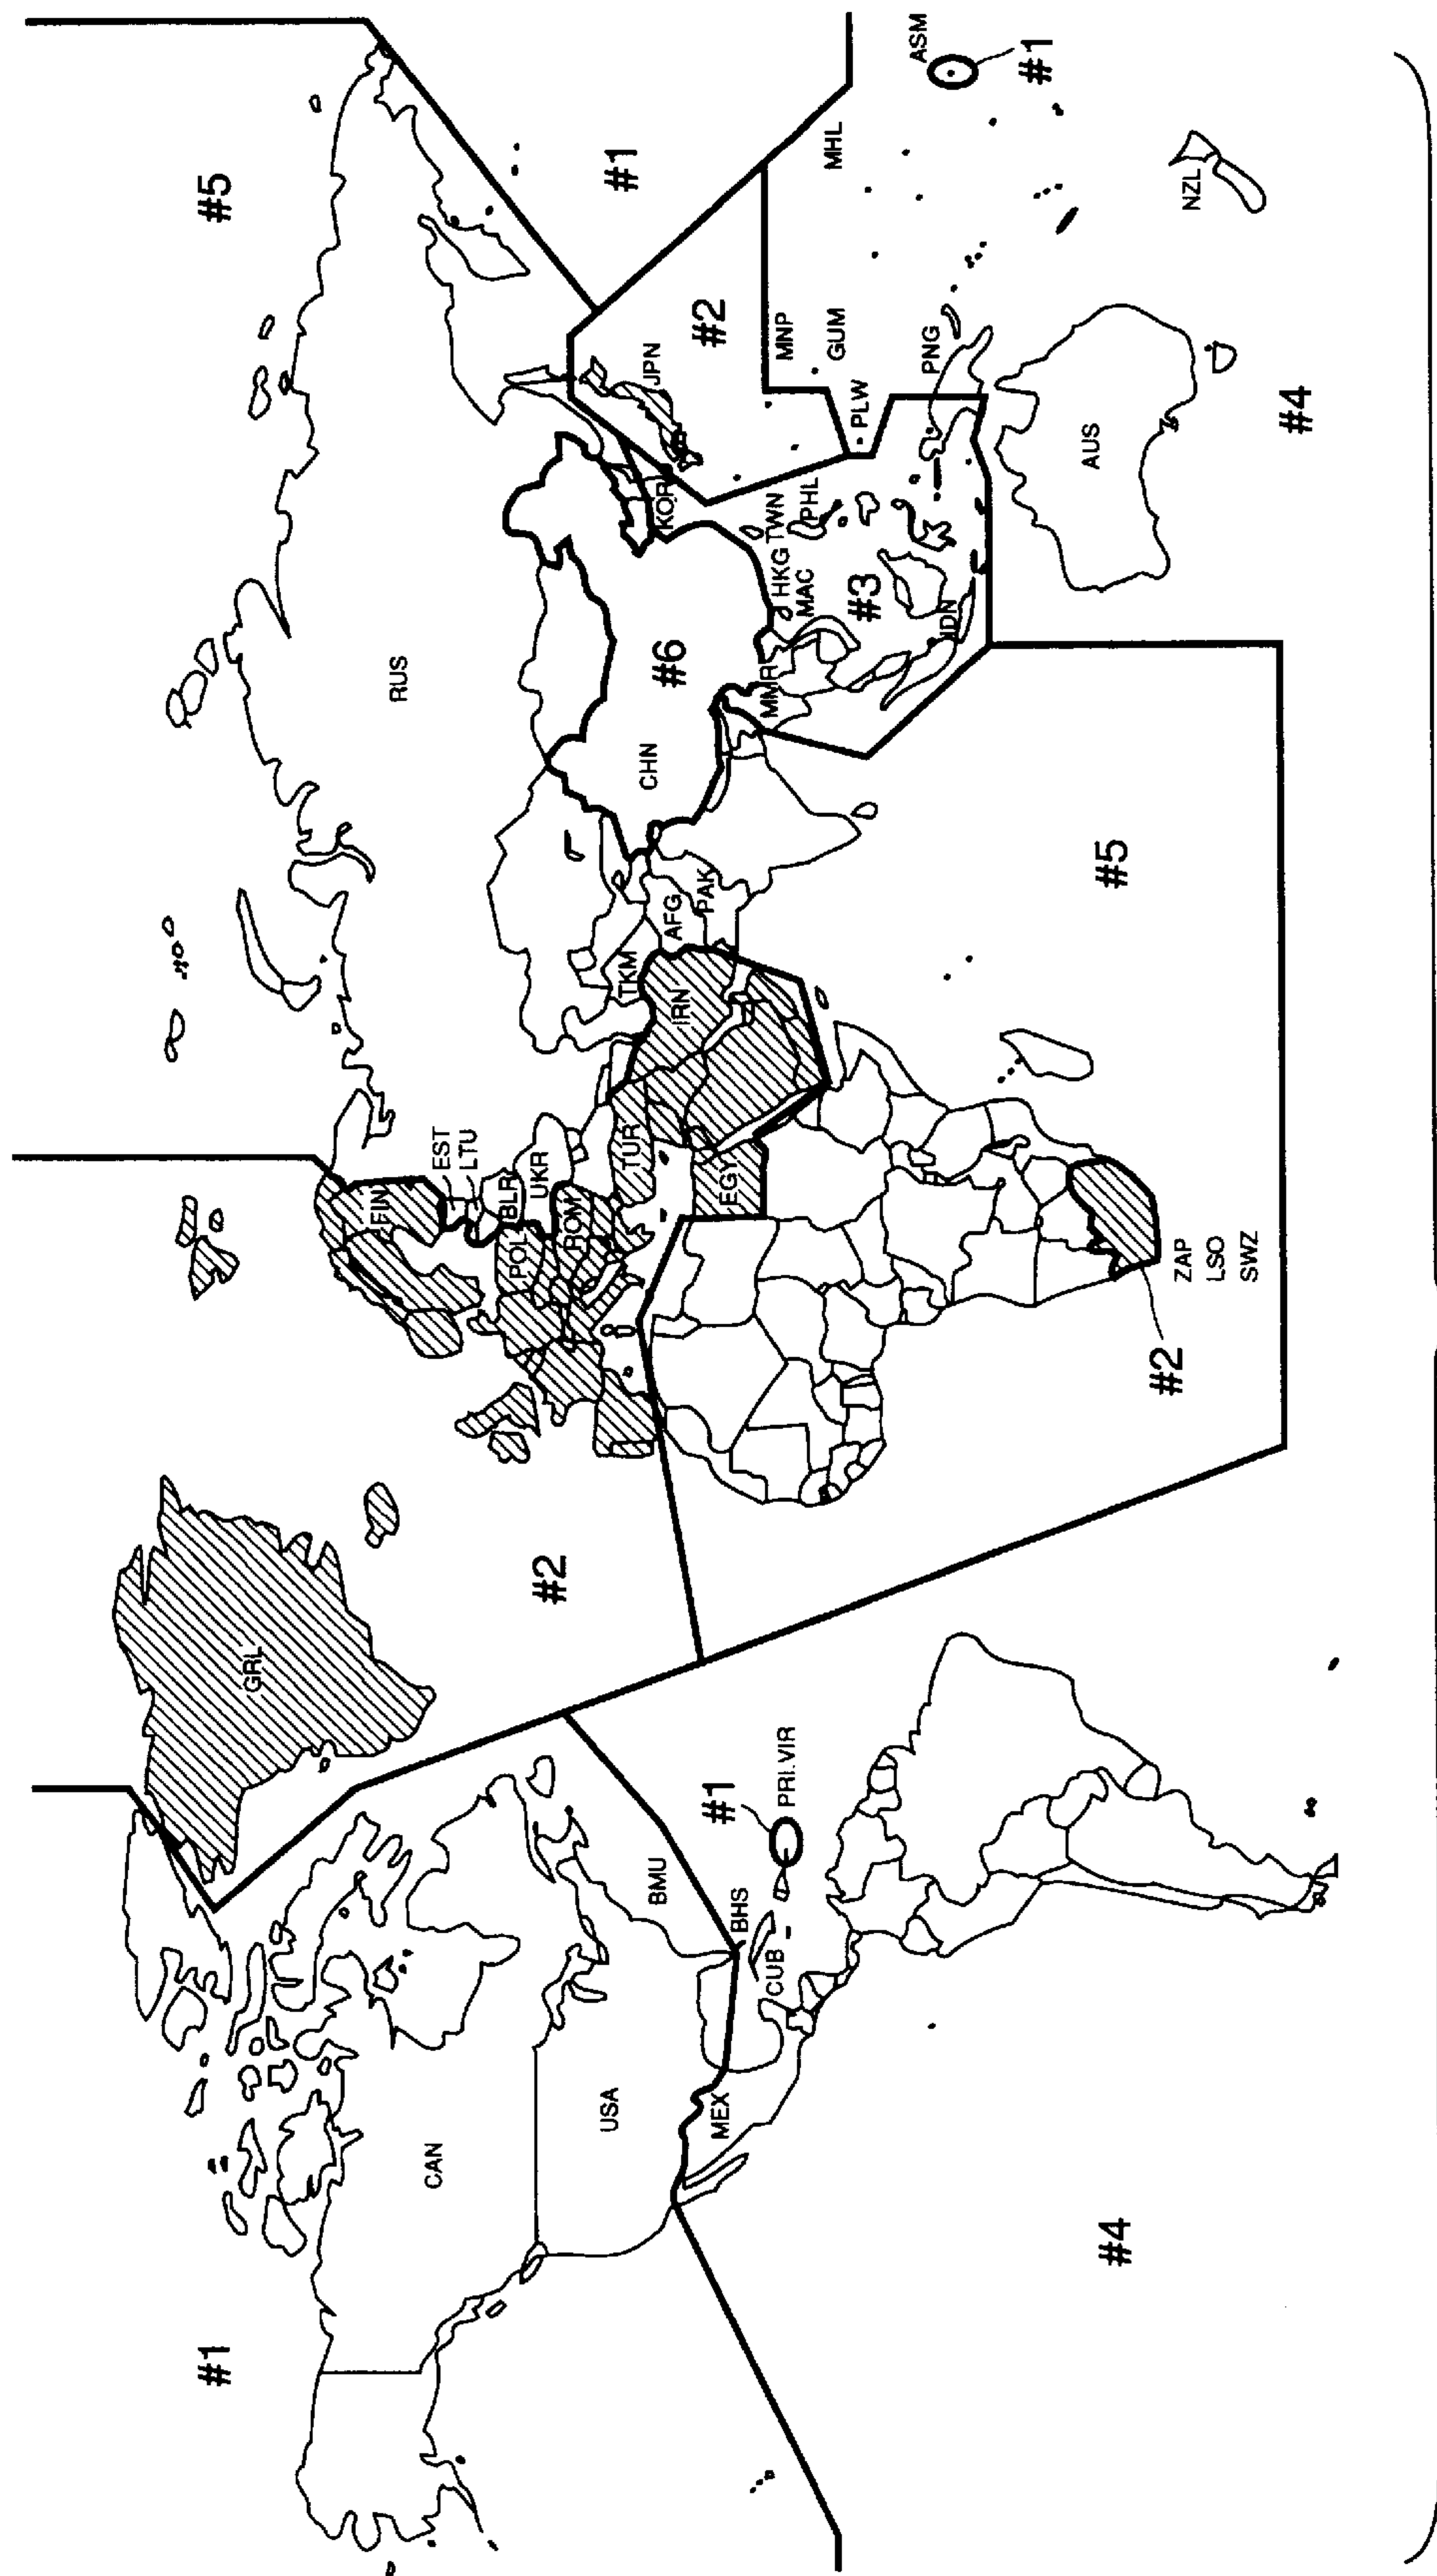 #1
#5
#5
#1
#2
#2
#6
#3
#4
#4
#5
#2
#1
#1
GRL
CAN
USA
MEX
BMU
BHS
CUB
PRI.VIR
FIN
EST
LTU
BLR
UKR
POL
ROM
TUR
EGY
IRN
TKM
AFG
PAK
RUS
CHN
KOR
JPN
MMR
HKG
MAC
TWN
PHL
IDN
MNP
GUM
PLW
PNG
MHL
ASM
AUS
NZL
ZAP
LSO
SWZ